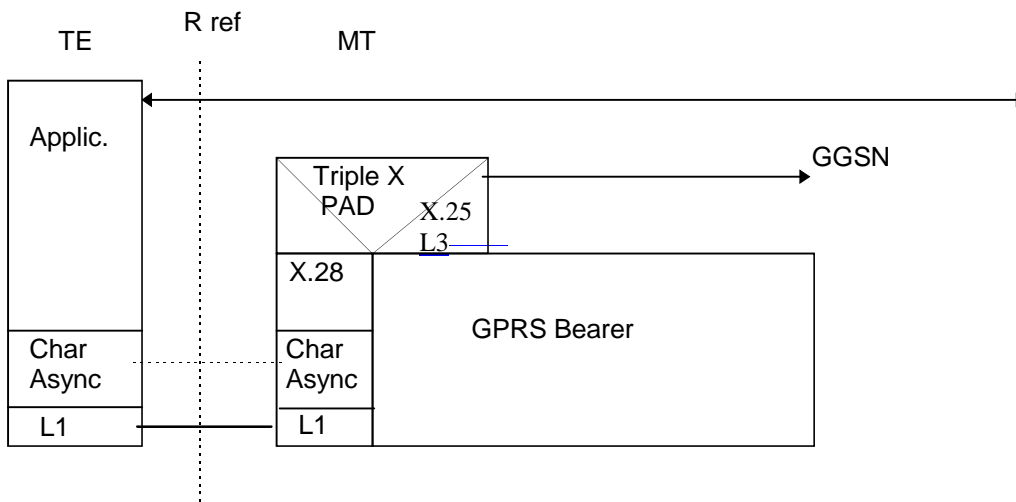 R ref
TE
MT
Applic.
GGSN
Triple X
PAD
X.25
L3
X.28
GPRS Bearer
Char
Async
Char
Async
L1
L1